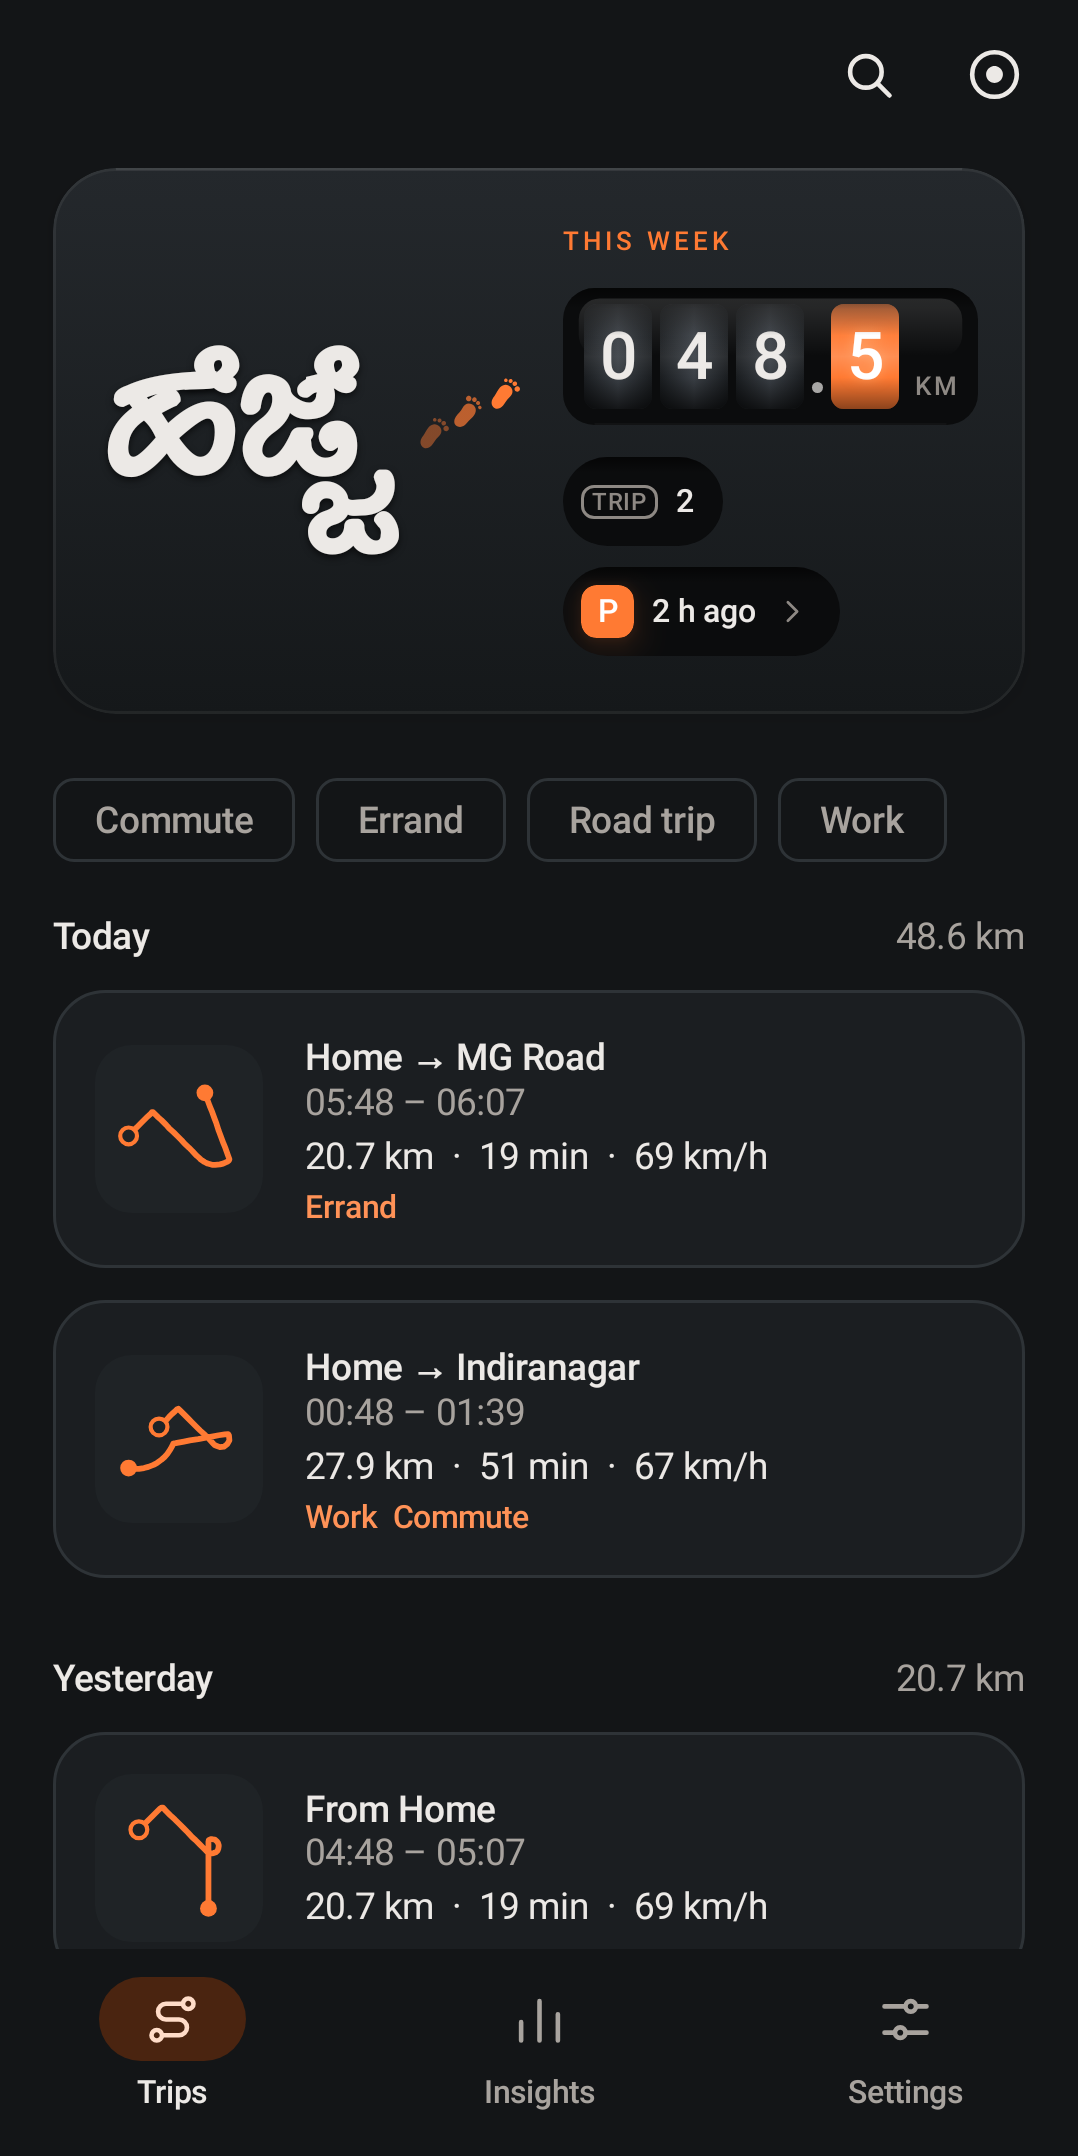 ಹೆಜ್ಜೆ
THIS WEEK
048.5 KM
TRIP 2
P 2 h ago
Commute Errand Road trip Work
Today 48.6 km
Home → MG Road
05:48 – 06:07
20.7 km · 19 min · 69 km/h
Errand
Home → Indiranagar
00:48 – 01:39
27.9 km · 51 min · 67 km/h
Work Commute
Yesterday 20.7 km
From Home
04:48 – 05:07
20.7 km · 19 min · 69 km/h
Trips Insights Settings